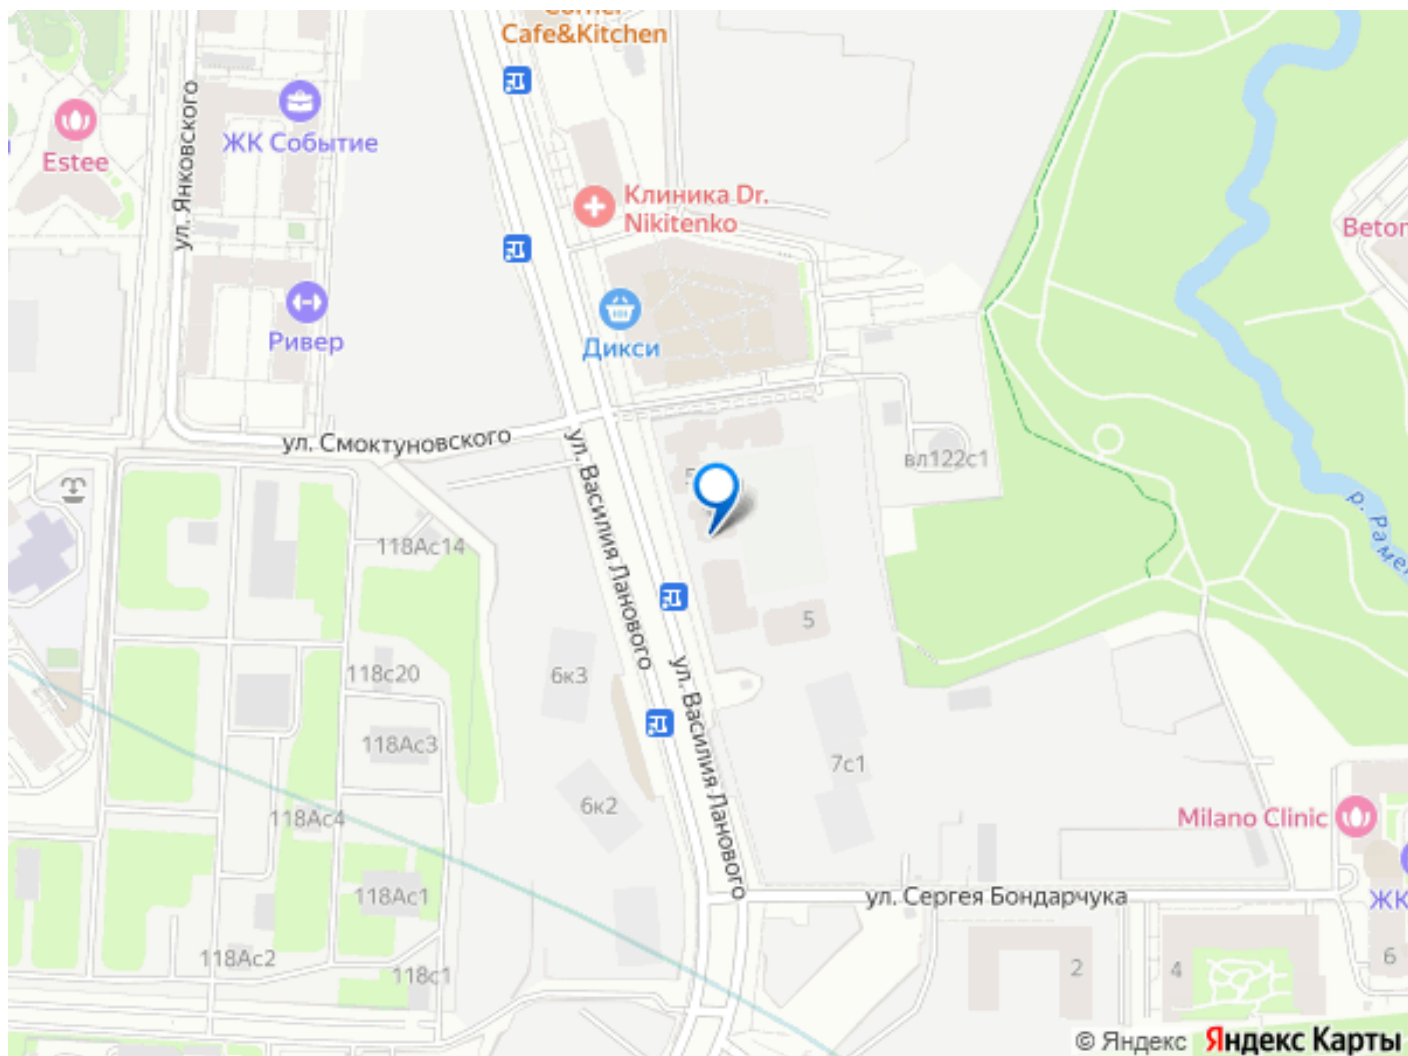 Cafe&Kitchen
ул. Янковского
ЖК Событие
Estee
Клиника Dr.
Nikitenko
Beton
Ривер
Дикси
ул. Смоктуновского
вл122с1
5
ул. Василия Ланового
р. Рамен
118Ас14
5
118с20
6к3
ул. Василия Ланового
118Ас3
7с1
6к2
118Ас4
Milano Clinic
118Ас1
ул. Сергея Бондарчука
ЖК
118Ас2
118с1
2
4
6
© Яндекс Яндекс Карты